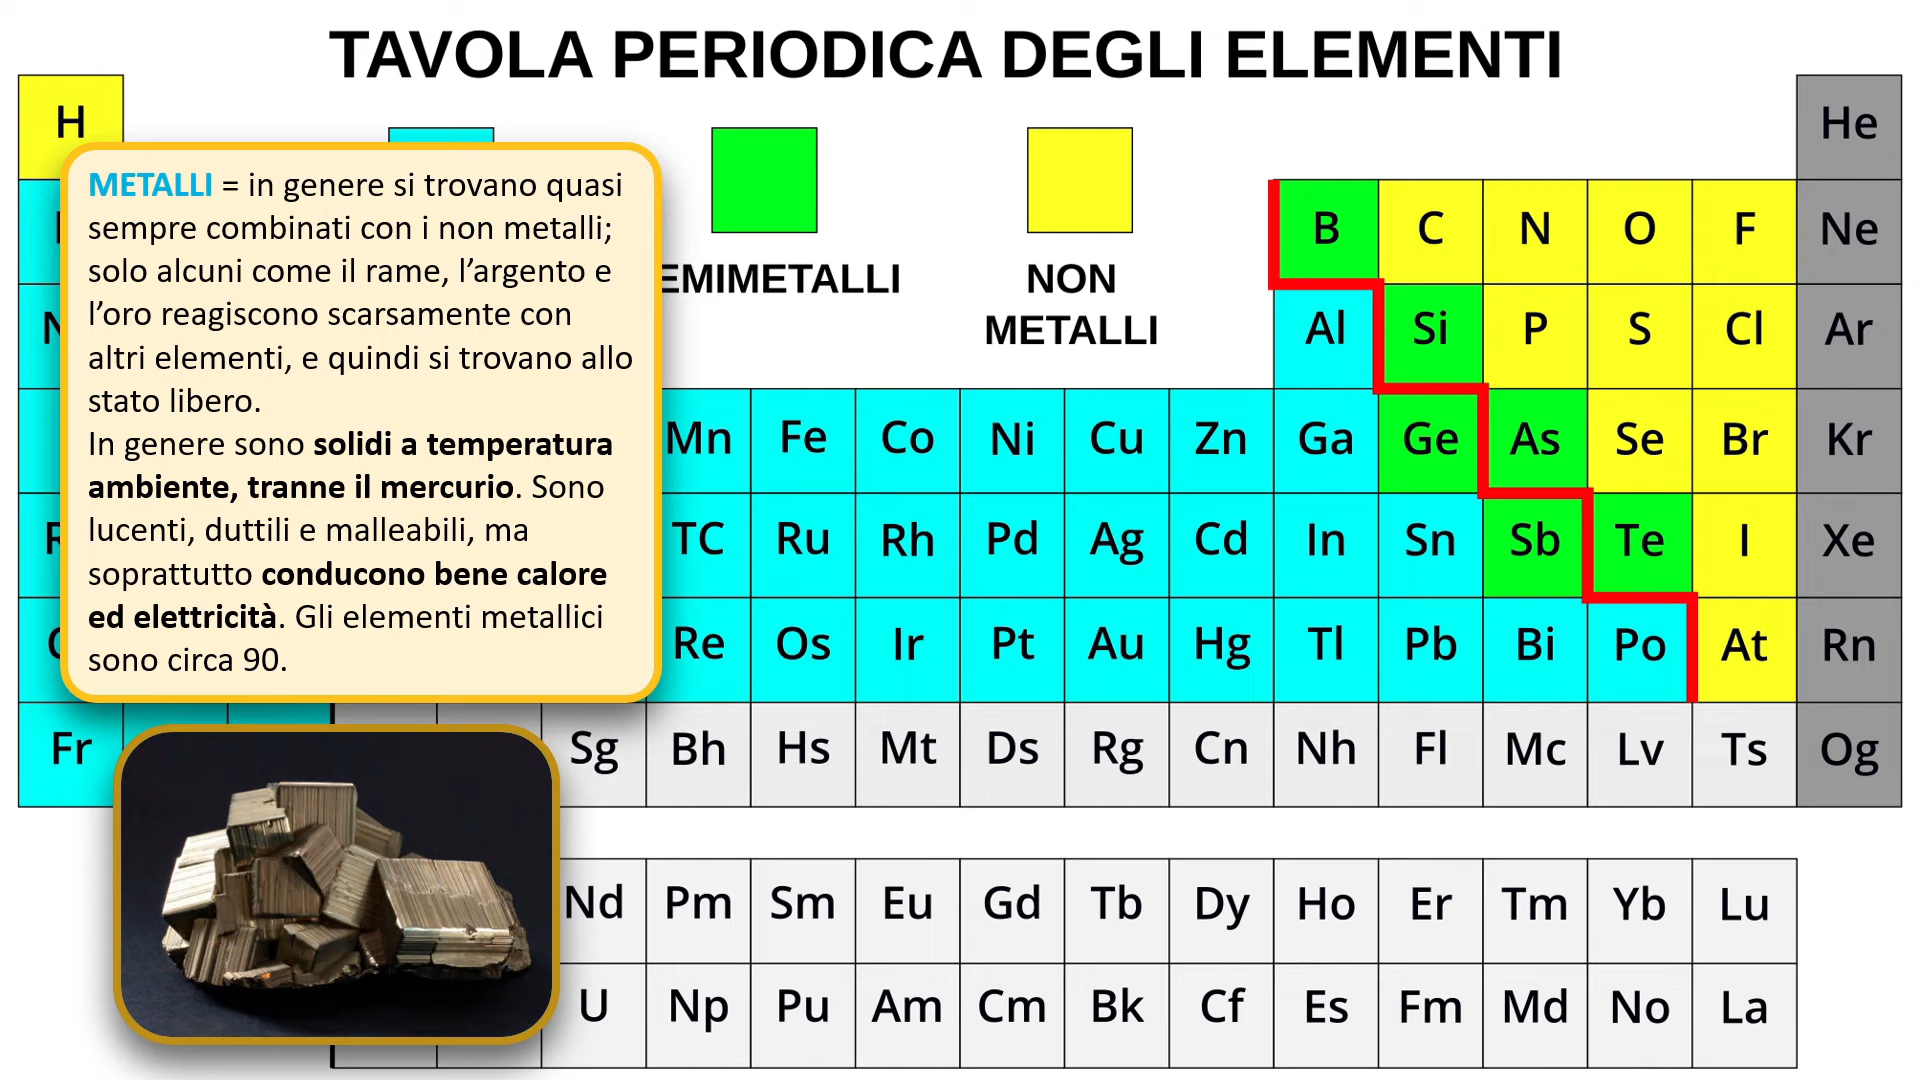 TAVOLA PERIODICA DEGLI ELEMENTI
H
He
METALLI = in genere si trovano quasi
sempre combinati con i non metalli;
solo alcuni come il rame, l’argento e
l’oro reagiscono scarsamente con
altri elementi, e quindi si trovano allo
stato libero.
In genere sono solidi a temperatura
ambiente, tranne il mercurio. Sono
lucenti, duttili e malleabili, ma
soprattutto conducono bene calore
ed elettricità. Gli elementi metallici
sono circa 90.
EMIMETALLI
NON
METALLI
B C N O F Ne
Al Si P S Cl Ar
Mn Fe Co Ni Cu Zn Ga Ge As Se Br Kr
TC Ru Rh Pd Ag Cd In Sn Sb Te I Xe
Re Os Ir Pt Au Hg Tl Pb Bi Po At Rn
Fr Sg Bh Hs Mt Ds Rg Cn Nh Fl Mc Lv Ts Og
Nd Pm Sm Eu Gd Tb Dy Ho Er Tm Yb Lu
U Np Pu Am Cm Bk Cf Es Fm Md No La